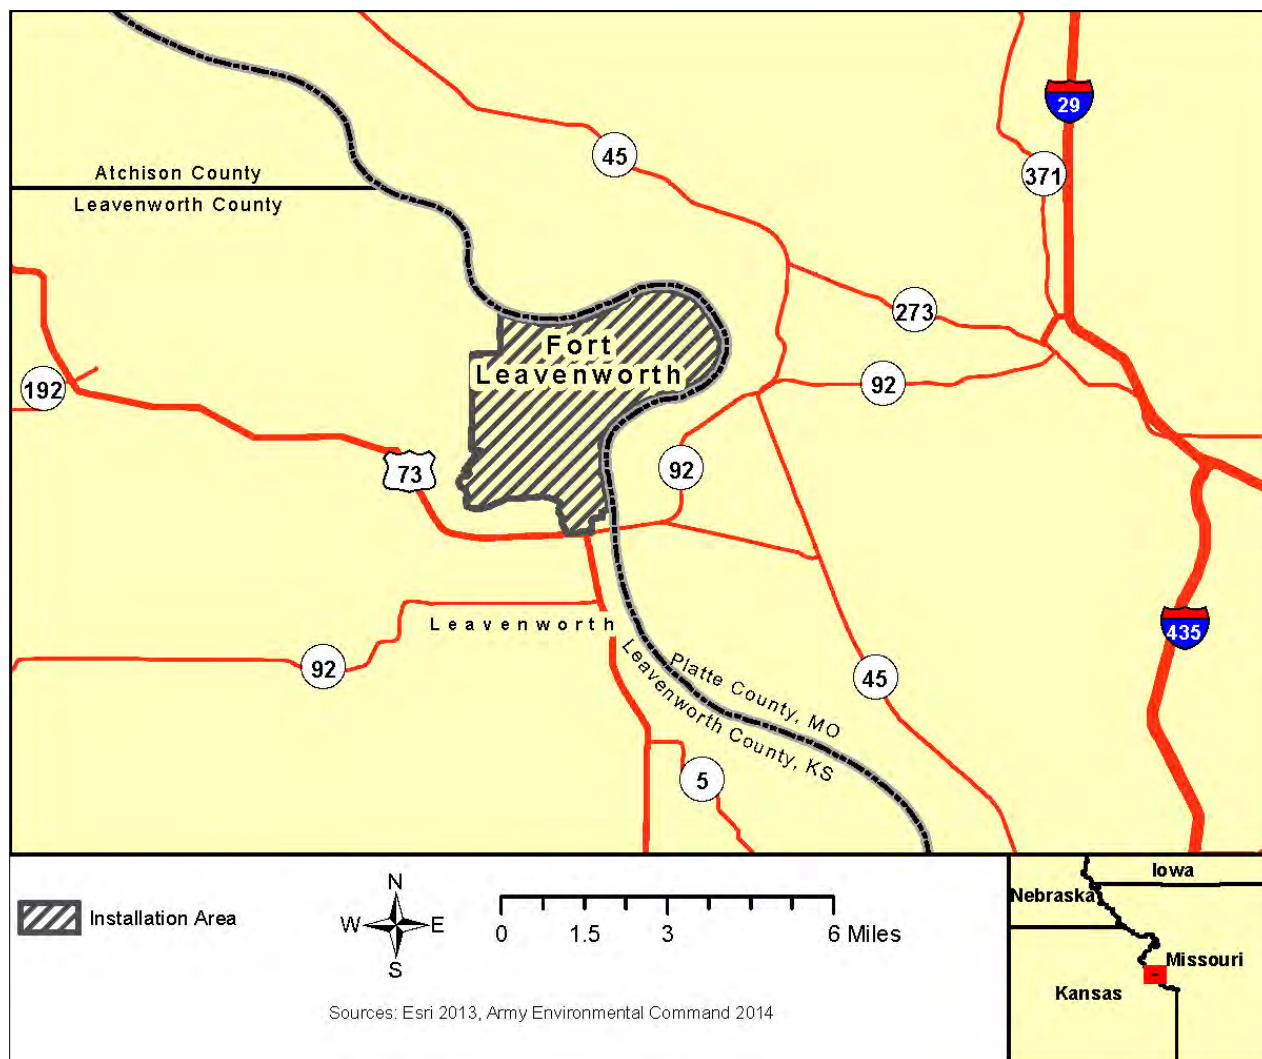 29
45
371
Atchison County
Leavenworth County
273
Fort
Leavenworth
192
92
73
92
Leavenworth
435
92
Platte County, MO
Leavenworth County, KS
45
5
Installation Area
N
W E
S
0 1.5 3 6 Miles
Sources: Esri 2013, Army Environmental Command 2014
Iowa
Nebraska
Missouri
Kansas